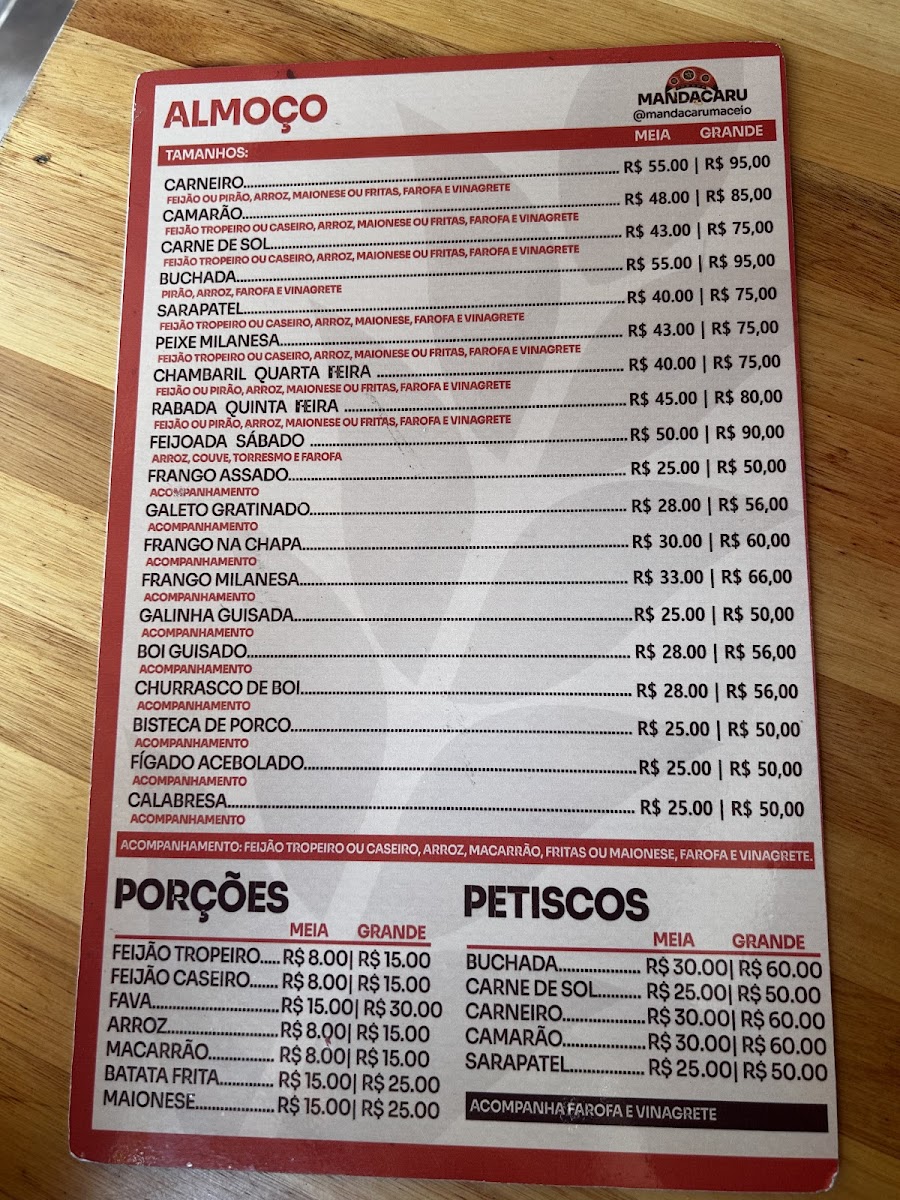 ALMOÇO
MANDACARU
@mandacarumaceio
TAMANHOS: MEIA GRANDE
CARNEIRO R$ 55.00 | R$ 95,00
FEIJÃO OU PIRÃO, ARROZ, MAIONESE OU FRITAS, FAROFA E VINAGRETE
CAMARÃO R$ 48.00 | R$ 85,00
FEIJÃO TROPEIRO OU CASEIRO, ARROZ, MAIONESE OU FRITAS, FAROFA E VINAGRETE
CARNE DE SOL R$ 43.00 | R$ 75,00
FEIJÃO TROPEIRO OU CASEIRO, ARROZ, MAIONESE OU FRITAS, FAROFA E VINAGRETE
BUCHADA R$ 55.00 | R$ 95,00
PIRÃO, ARROZ, FAROFA E VINAGRETE
SARAPATEL R$ 40.00 | R$ 75,00
FEIJÃO TROPEIRO OU CASEIRO, ARROZ, MAIONESE, FAROFA E VINAGRETE
PEIXE MILANESA R$ 43.00 | R$ 75,00
FEIJÃO TROPEIRO OU CASEIRO, ARROZ, MAIONESE OU FRITAS, FAROFA E VINAGRETE
CHAMBARIL QUARTA FEIRA R$ 40.00 | R$ 75,00
FEIJÃO OU PIRÃO, ARROZ, MAIONESE OU FRITAS, FAROFA E VINAGRETE
RABADA QUINTA FEIRA R$ 45.00 | R$ 80,00
FEIJÃO OU PIRÃO, ARROZ, MAIONESE OU FRITAS, FAROFA E VINAGRETE
FEIJOADA SÁBADO R$ 50.00 | R$ 90,00
ARROZ, COUVE, TORRESMO E FAROFA
FRANGO ASSADO R$ 25.00 | R$ 50,00
ACOMPANHAMENTO
GALETO GRATINADO R$ 28.00 | R$ 56,00
ACOMPANHAMENTO
FRANGO NA CHAPA R$ 30.00 | R$ 60,00
ACOMPANHAMENTO
FRANGO MILANESA R$ 33.00 | R$ 66,00
ACOMPANHAMENTO
GALINHA GUISADA R$ 25.00 | R$ 50,00
ACOMPANHAMENTO
BOI GUISADO R$ 28.00 | R$ 56,00
ACOMPANHAMENTO
CHURRASCO DE BOI R$ 28.00 | R$ 56,00
ACOMPANHAMENTO
BISTECA DE PORCO R$ 25.00 | R$ 50,00
ACOMPANHAMENTO
FÍGADO ACEBOLADO R$ 25.00 | R$ 50,00
ACOMPANHAMENTO
CALABRESA R$ 25.00 | R$ 50,00
ACOMPANHAMENTO
ACOMPANHAMENTO: FEIJÃO TROPEIRO OU CASEIRO, ARROZ, MACARRÃO, FRITAS OU MAIONESE, FAROFA E VINAGRETE.
PORÇÕES
MEIA GRANDE
FEIJÃO TROPEIRO R$ 8.00| R$ 15.00
FEIJÃO CASEIRO R$ 8.00| R$ 15.00
FAVA R$ 15.00| R$ 30.00
ARROZ R$ 8.00| R$ 15.00
MACARRÃO R$ 8.00| R$ 15.00
BATATA FRITA R$ 15.00| R$ 25.00
MAIONESE R$ 15.00| R$ 25.00
PETISCOS
MEIA GRANDE
BUCHADA R$ 30.00| R$ 60.00
CARNE DE SOL R$ 25.00| R$ 50.00
CARNEIRO R$ 30.00| R$ 60.00
CAMARÃO R$ 30.00| R$ 60.00
SARAPATEL R$ 25.00| R$ 50.00
ACOMPANHA FAROFA E VINAGRETE